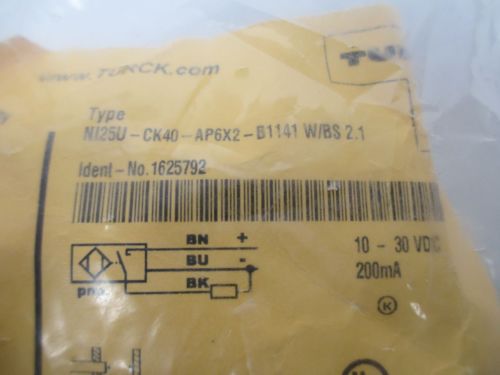 www.TURCK.com
Type
NI25U-CK40-AP6X2-B1141 W/BS 2.1
Ident-No.1625792
BN +
BU -
BK
pnp
10 - 30 VDC
200mA
K